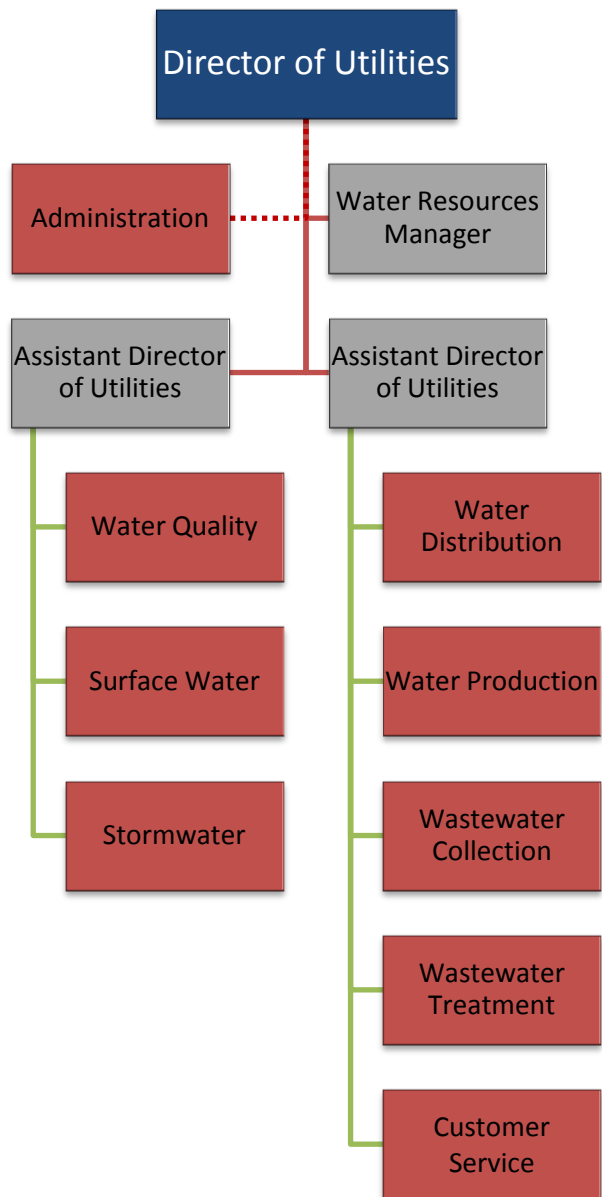 Director of Utilities
Administration
Water Resources
Manager
Assistant Director
of Utilities
Assistant Director
of Utilities
Water Quality
Surface Water
Stormwater
Water
Distribution
Water Production
Wastewater
Collection
Wastewater
Treatment
Customer
Service